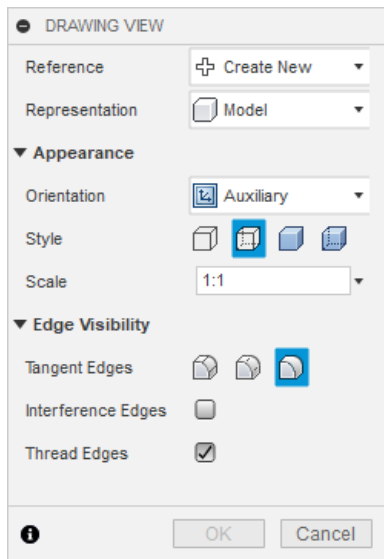 DRAWING VIEW
Reference Create New
Representation Model
Appearance
Orientation Auxiliary
Style
Scale 1:1
Edge Visibility
Tangent Edges
Interference Edges
Thread Edges
OK Cancel